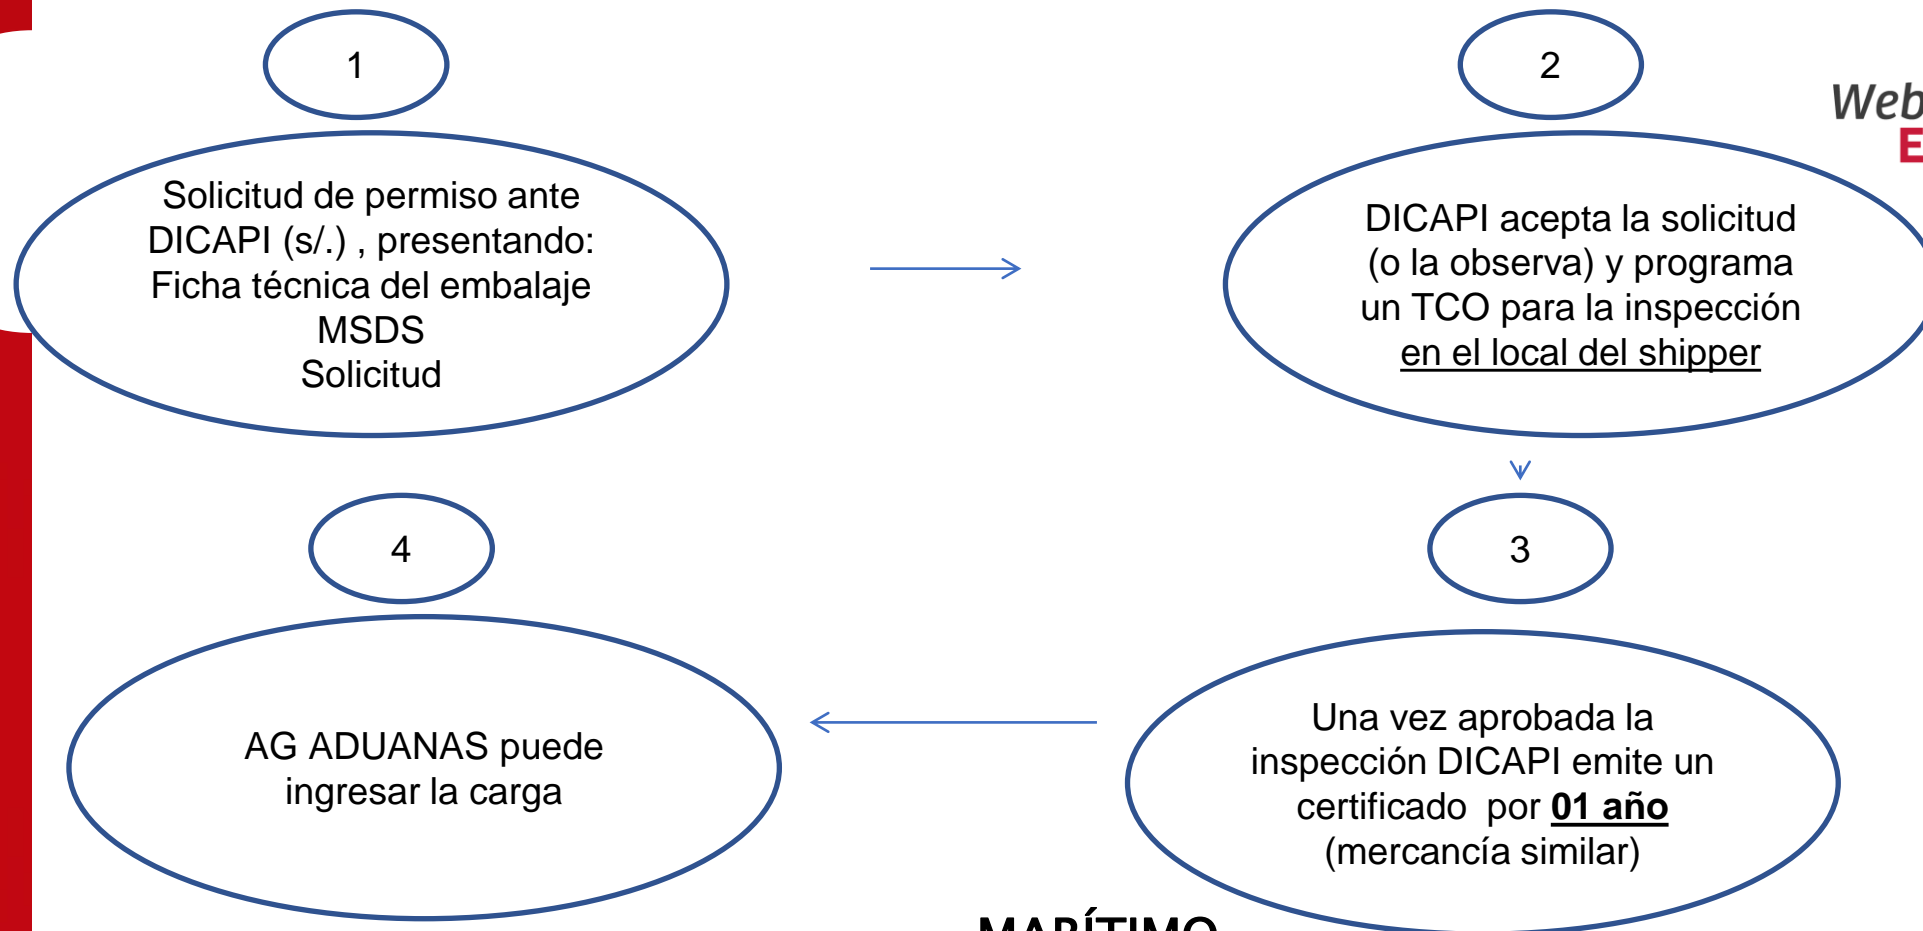 1
Solicitud de permiso ante
DICAPI (s/.) , presentando:
Ficha técnica del embalaje
MSDS
Solicitud
2
DICAPI acepta la solicitud
(o la observa) y programa
un TCO para la inspección
en el local del shipper
Web
E
3
Una vez aprobada la
inspección DICAPI emite un
certificado  por 01 año
(mercancía similar)
4
AG ADUANAS puede
ingresar la carga
MARÍTIMO